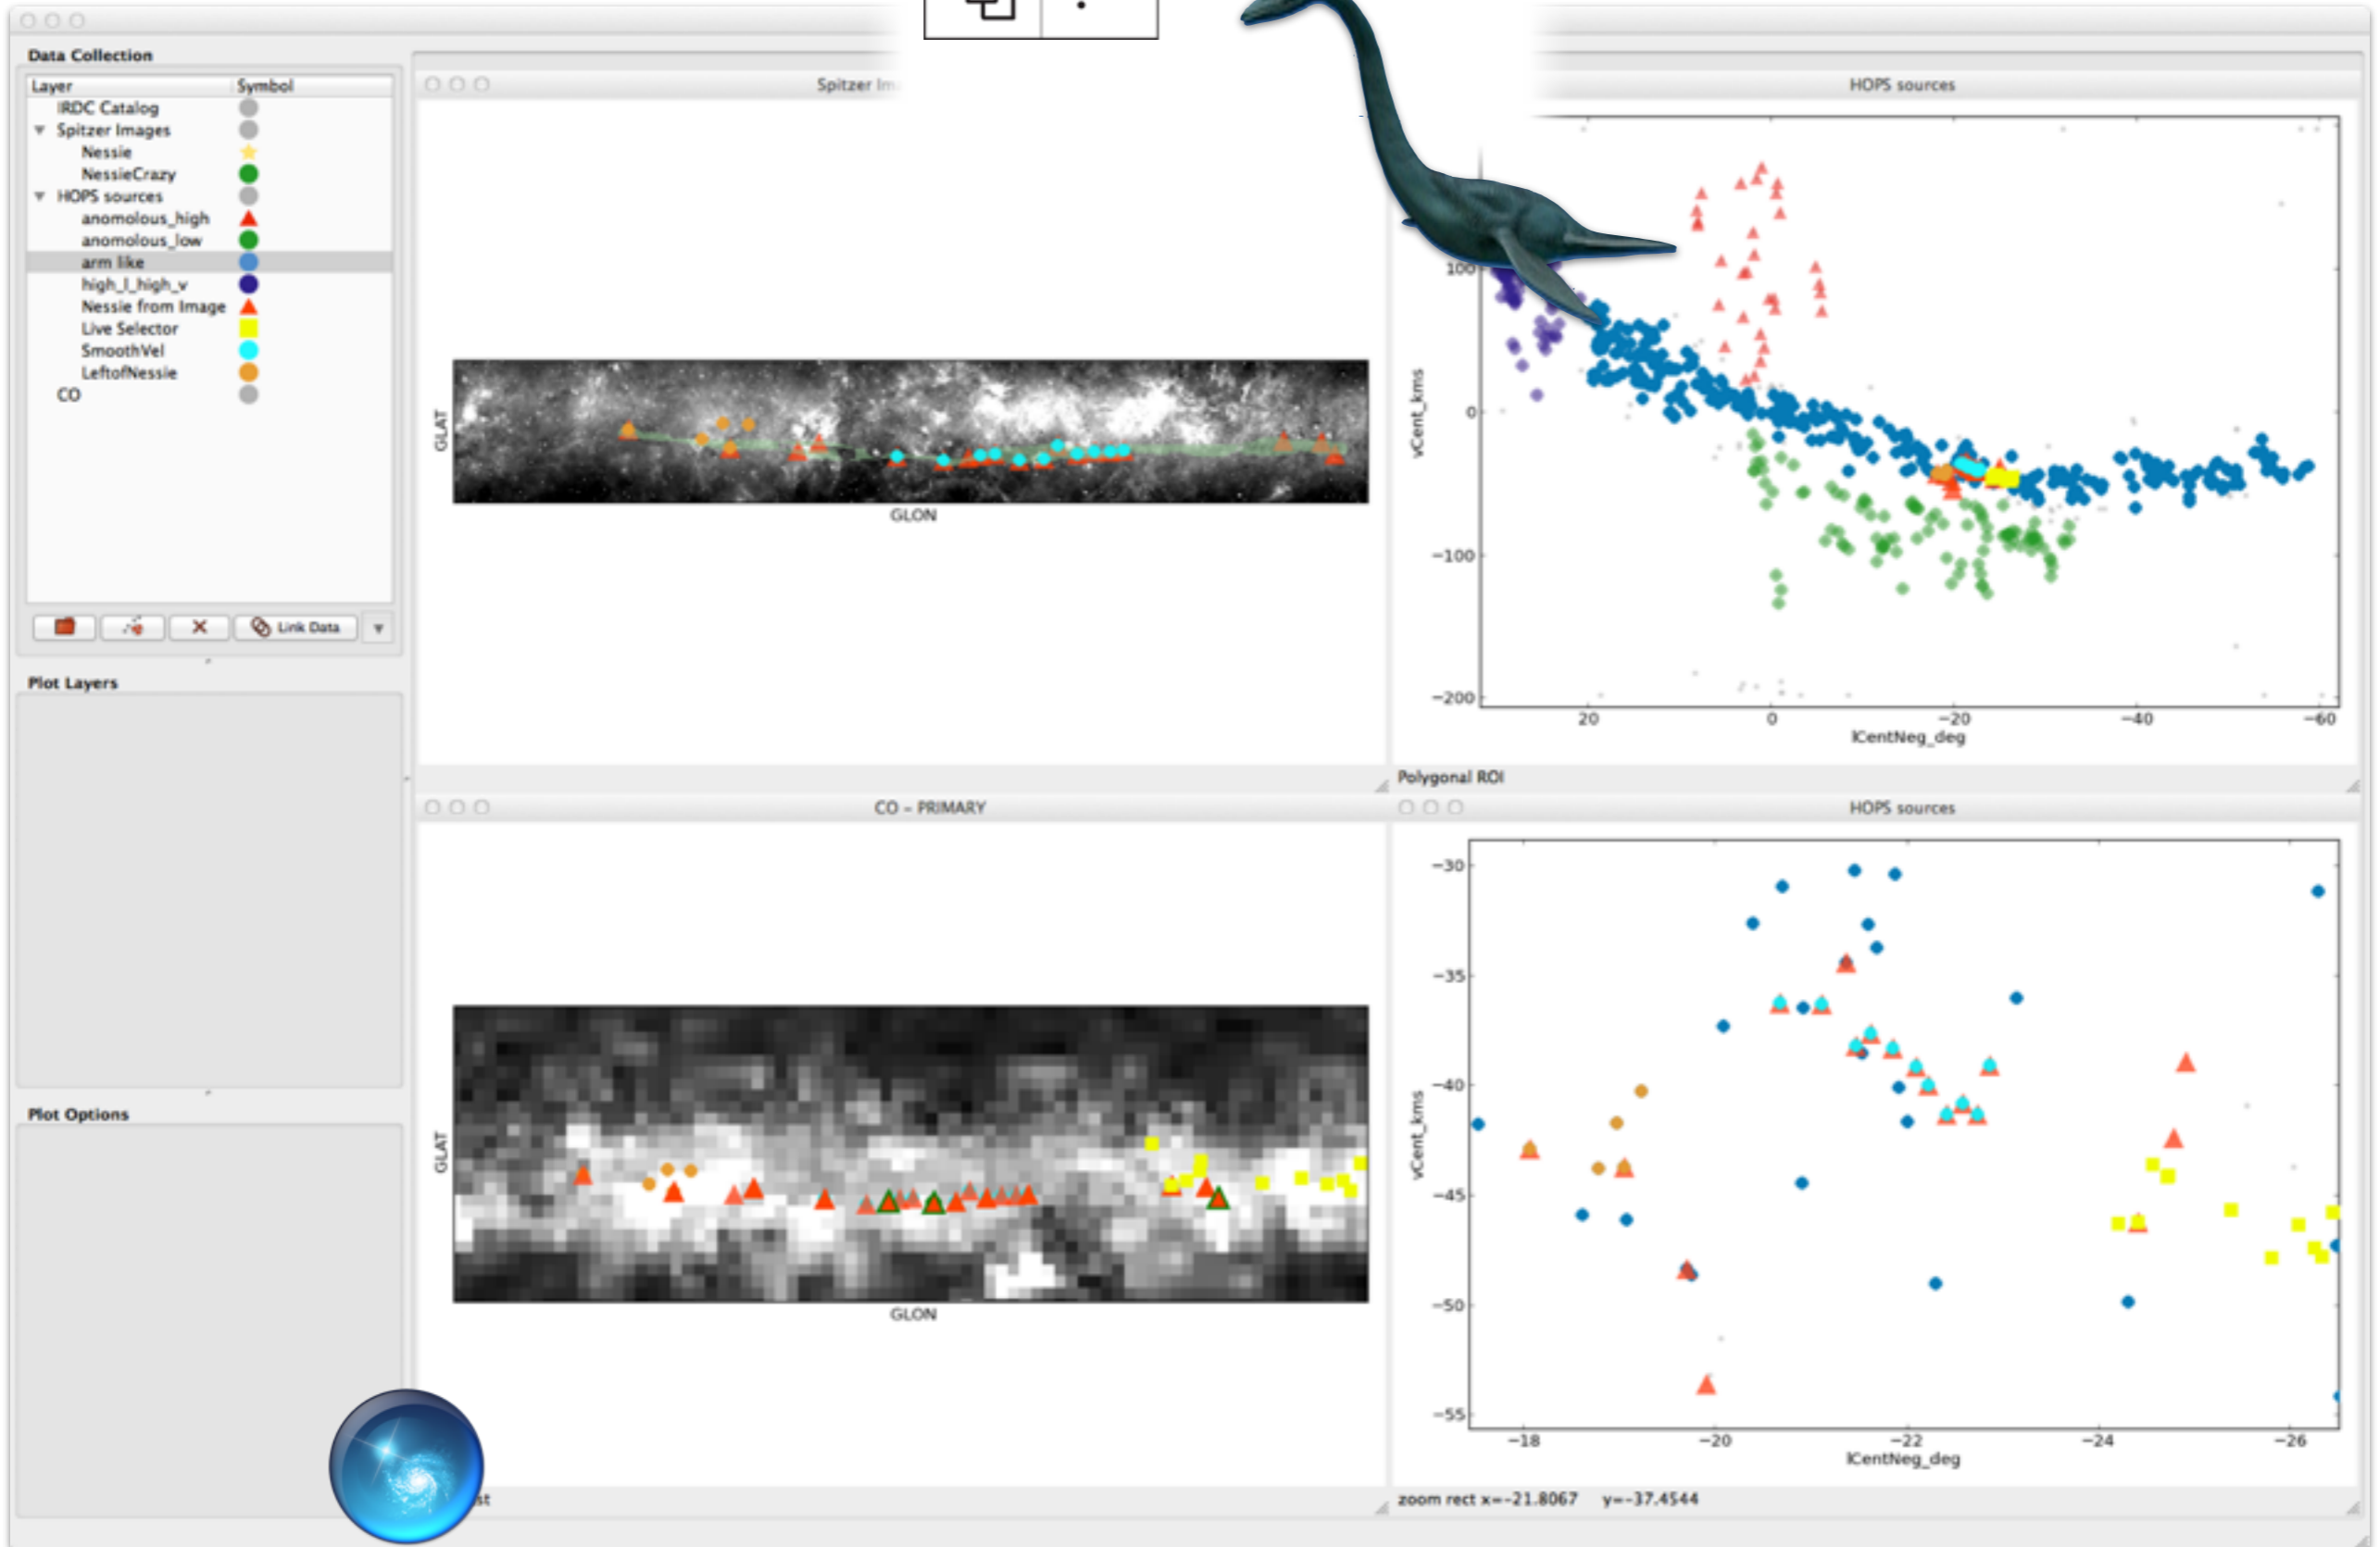 Data Collection
Layer Symbol
IRDC Catalog
Spitzer Images
Nessie
NessieCrazy
HOPS sources
anomolous_high
anomolous_low
arm like
high_l_high_v
Nessie from Image
Live Selector
SmoothVel
LeftofNessie
CO
Link Data
Plot Layers
Plot Options
Spitzer Im
GLAT
GLON
HOPS sources
100
0
−100
−200
vCent_kms
20 0 −20 −40 −60
lCentNeg_deg
Polygonal ROI
CO – PRIMARY
GLAT
GLON
st
HOPS sources
−30
−35
−40
−45
−50
−55
vCent_kms
−18 −20 −22 −24 −26
lCentNeg_deg
zoom rect x=-21.8067 y=-37.4544